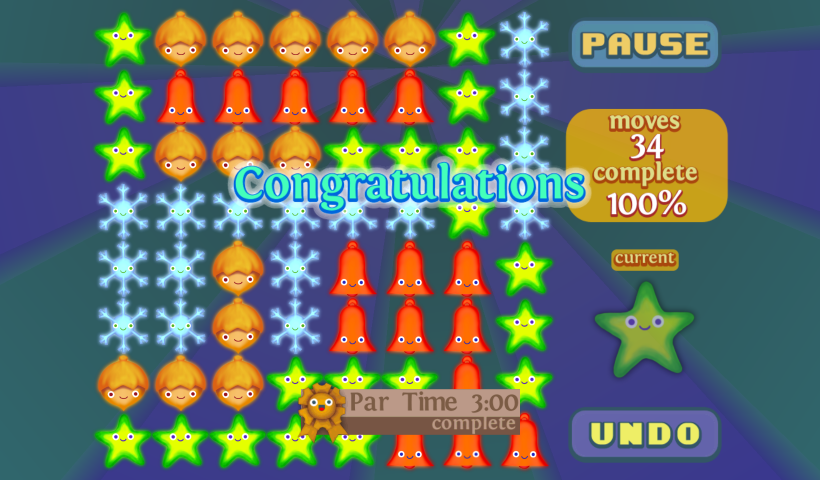 PAUSE
moves
34
complete
100%
Congratulations
current
Par Time 3:00
complete
UNDO